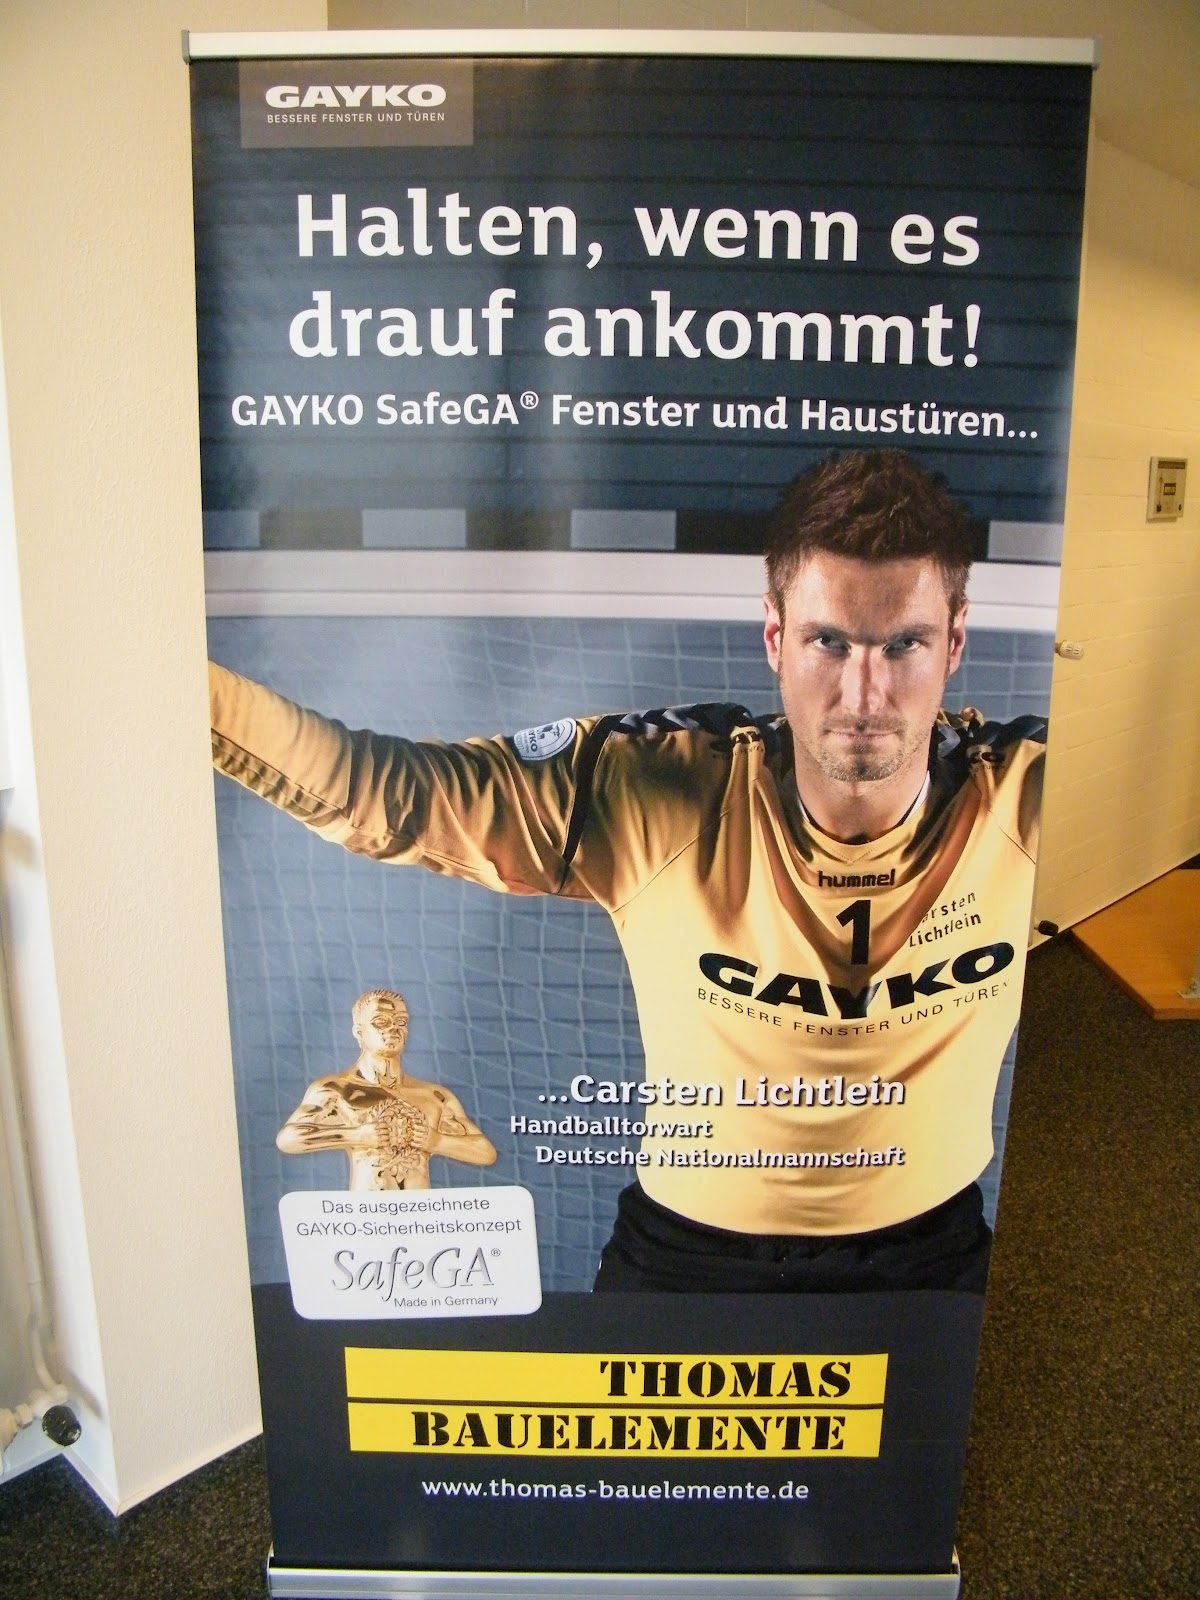 GAYKO
BESSERE FENSTER UND TÜREN
Halten, wenn es
drauf ankommt!
GAYKO SafeGA® Fenster und Haustüren...
hummel
1
Carsten
Lichtlein
GAYKO
BESSERE FENSTER UND TÜREN
...Carsten Lichtlein
Handballtorwart
Deutsche Nationalmannschaft
Das ausgezeichnete
GAYKO-Sicherheitskonzept
SafeGA®
Made in Germany
THOMAS
BAUELEMENTE
www.thomas-bauelemente.de